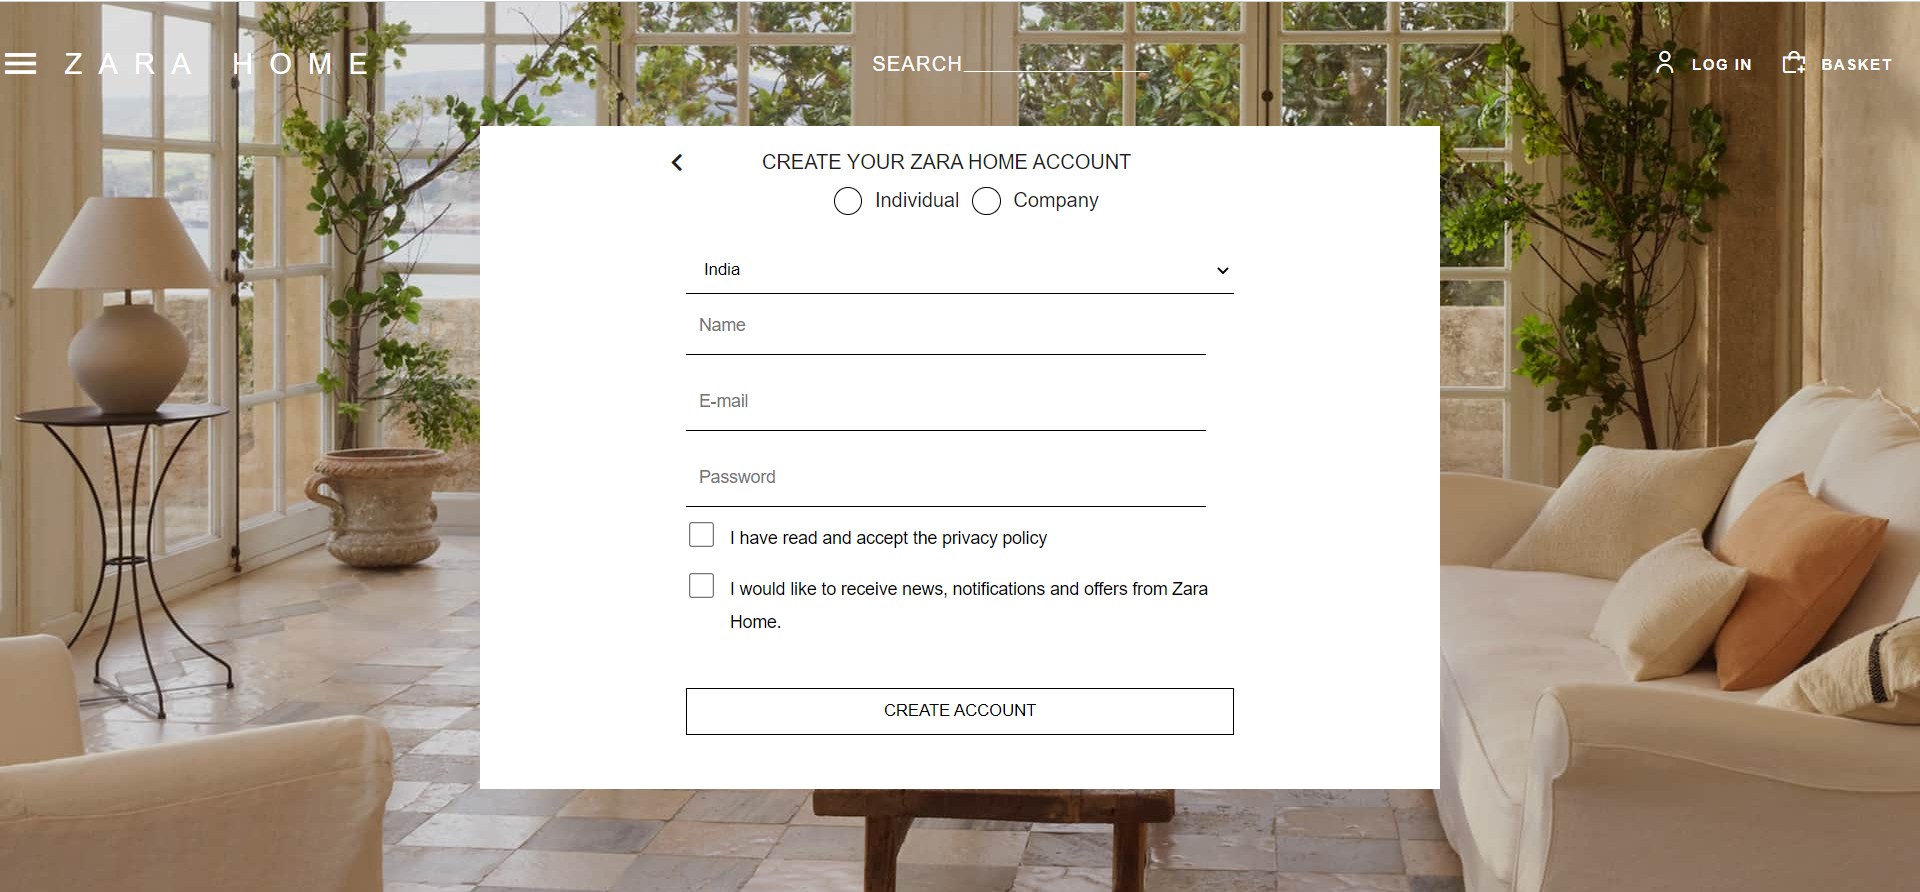 ZARA HOME
SEARCH
LOG IN
BASKET
CREATE YOUR ZARA HOME ACCOUNT
Individual Company
India
Name
E-mail
Password
I have read and accept the privacy policy
I would like to receive news, notifications and offers from Zara
Home.
CREATE ACCOUNT